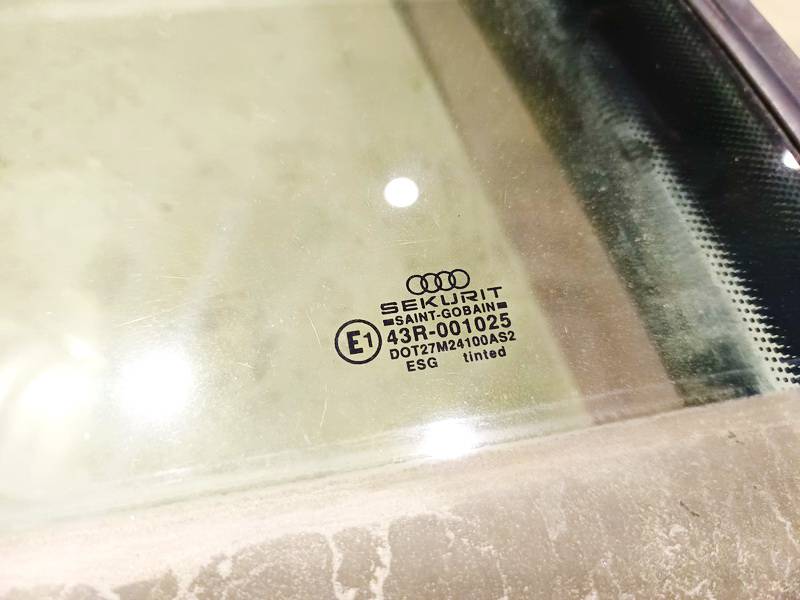 SEKURIT
SAINT-GOBAIN
E1 43R-001025
DOT27M24100AS2
ESG tinted